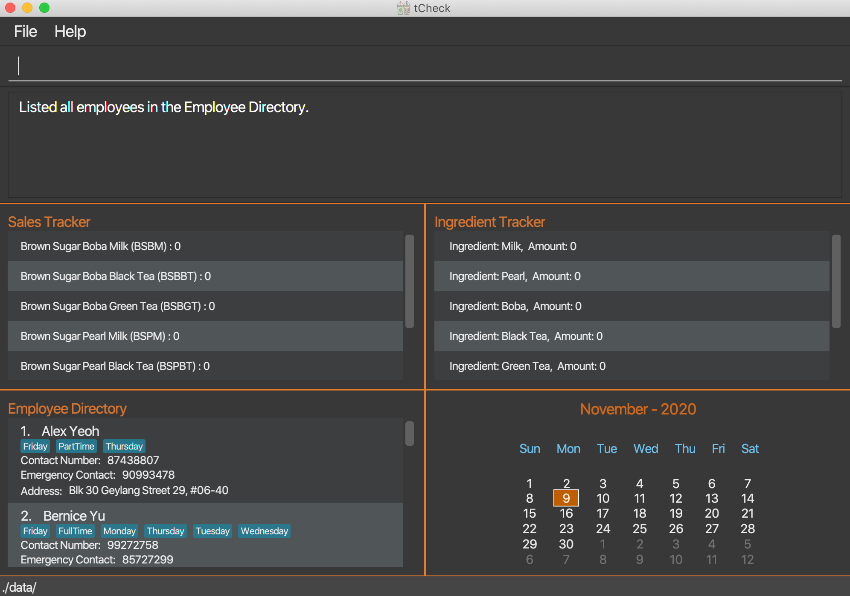 tCheck
File Help
Listed all employees in the Employee Directory.
Sales Tracker
Brown Sugar Boba Milk (BSBM) : 0
Brown Sugar Boba Black Tea (BSBBT) : 0
Brown Sugar Boba Green Tea (BSBGT) : 0
Brown Sugar Pearl Milk (BSPM) : 0
Brown Sugar Pearl Black Tea (BSPBT) : 0
Ingredient Tracker
Ingredient: Milk, Amount: 0
Ingredient: Pearl, Amount: 0
Ingredient: Boba, Amount: 0
Ingredient: Black Tea, Amount: 0
Ingredient: Green Tea, Amount: 0
Employee Directory
1. Alex Yeoh
Friday PartTime Thursday
Contact Number: 87438807
Emergency Contact: 90993478
Address: Blk 30 Geylang Street 29, #06-40
2. Bernice Yu
Friday FullTime Monday Thursday Tuesday Wednesday
Contact Number: 99272758
Emergency Contact: 85727299
November - 2020
Sun Mon Tue Wed Thu Fri Sat
1 2 3 4 5 6 7
8 9 10 11 12 13 14
15 16 17 18 19 20 21
22 23 24 25 26 27 28
29 30 1 2 3 4 5
6 7 8 9 10 11 12
./data/